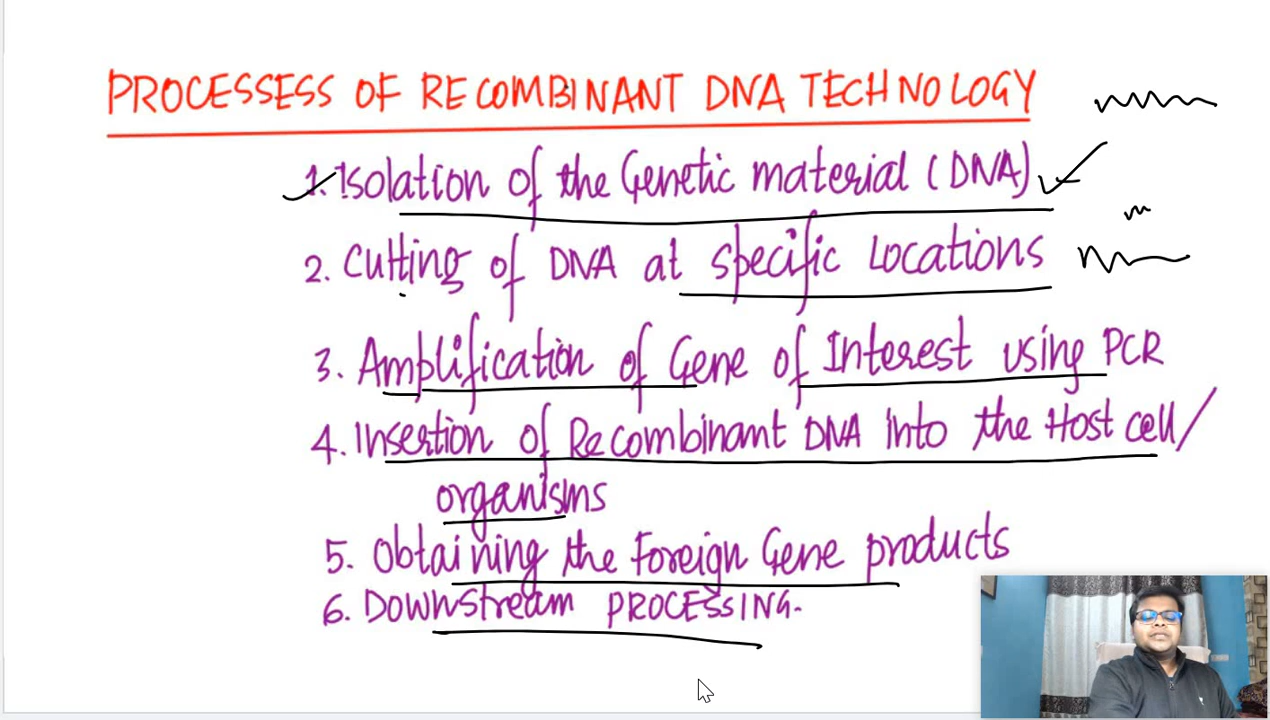 PROCESSESS OF RECOMBINANT DNA TECHNOLOGY
1. Isolation of the Genetic material (DNA)
2. Cutting of DNA at specific Locations
3. Amplification of Gene of Interest using PCR
4. Insertion of Recombinant DNA into the Host cell/
organisms
5. Obtaining the Foreign Gene products
6. Downstream PROCESSING.